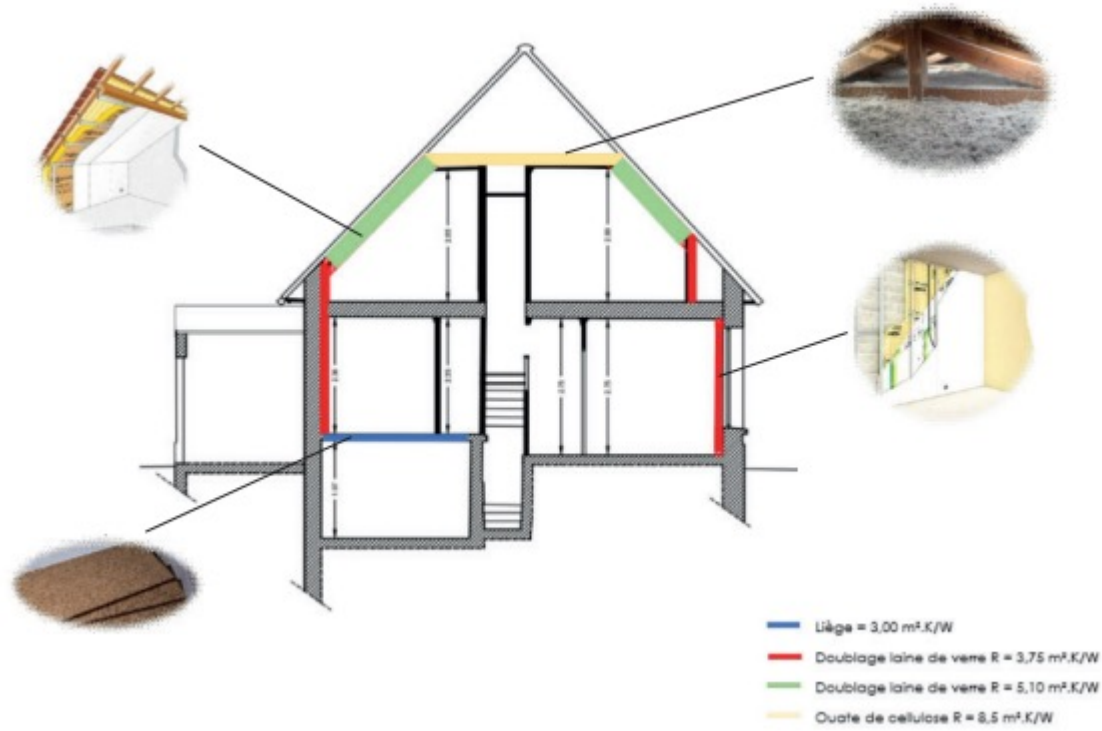 Liège = 3,00 m².K/W
Doublage laine de verre R = 3,75 m².K/W
Doublage laine de verre R = 5,10 m².K/W
Ouate de cellulose R = 8,5 m².K/W